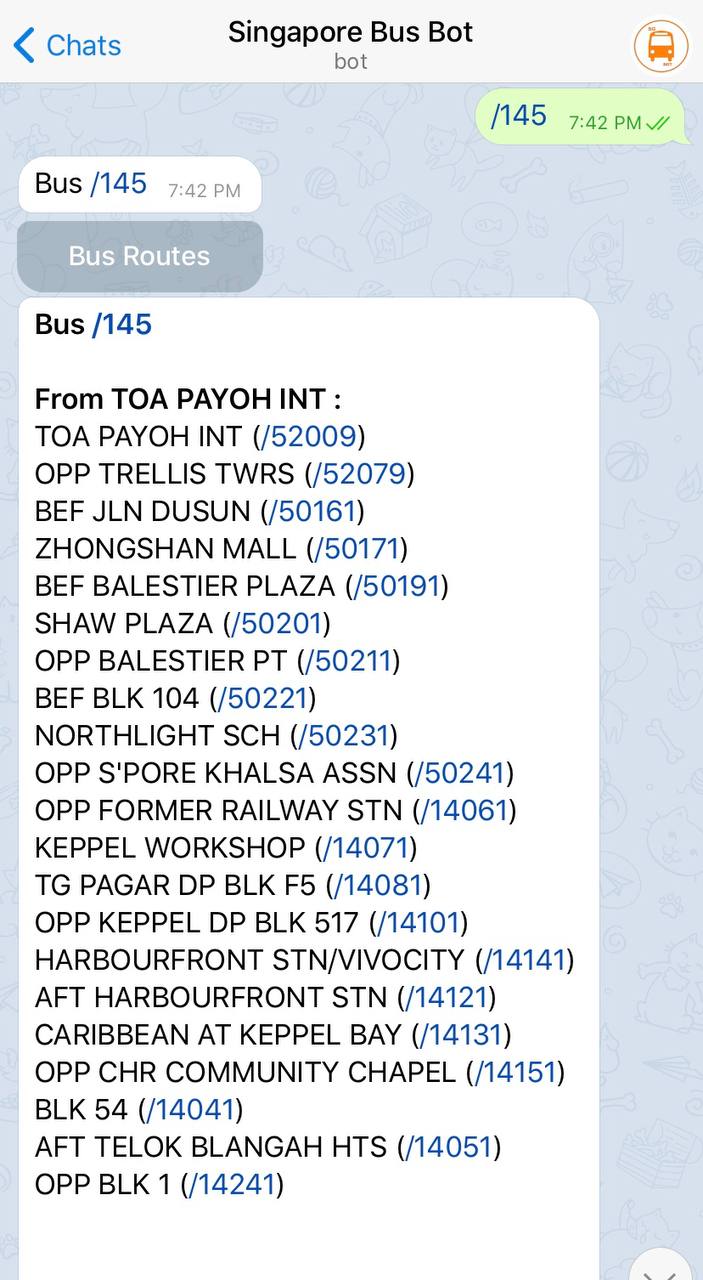 Chats
Singapore Bus Bot
bot
/145 7:42 PM
Bus /145 7:42 PM
Bus Routes
Bus /145
From TOA PAYOH INT :
TOA PAYOH INT (/52009)
OPP TRELLIS TWRS (/52079)
BEF JLN DUSUN (/50161)
ZHONGSHAN MALL (/50171)
BEF BALESTIER PLAZA (/50191)
SHAW PLAZA (/50201)
OPP BALESTIER PT (/50211)
BEF BLK 104 (/50221)
NORTHLIGHT SCH (/50231)
OPP S'PORE KHALSA ASSN (/50241)
OPP FORMER RAILWAY STN (/14061)
KEPPEL WORKSHOP (/14071)
TG PAGAR DP BLK F5 (/14081)
OPP KEPPEL DP BLK 517 (/14101)
HARBOURFRONT STN/VIVOCITY (/14141)
AFT HARBOURFRONT STN (/14121)
CARIBBEAN AT KEPPEL BAY (/14131)
OPP CHR COMMUNITY CHAPEL (/14151)
BLK 54 (/14041)
AFT TELOK BLANGAH HTS (/14051)
OPP BLK 1 (/14241)